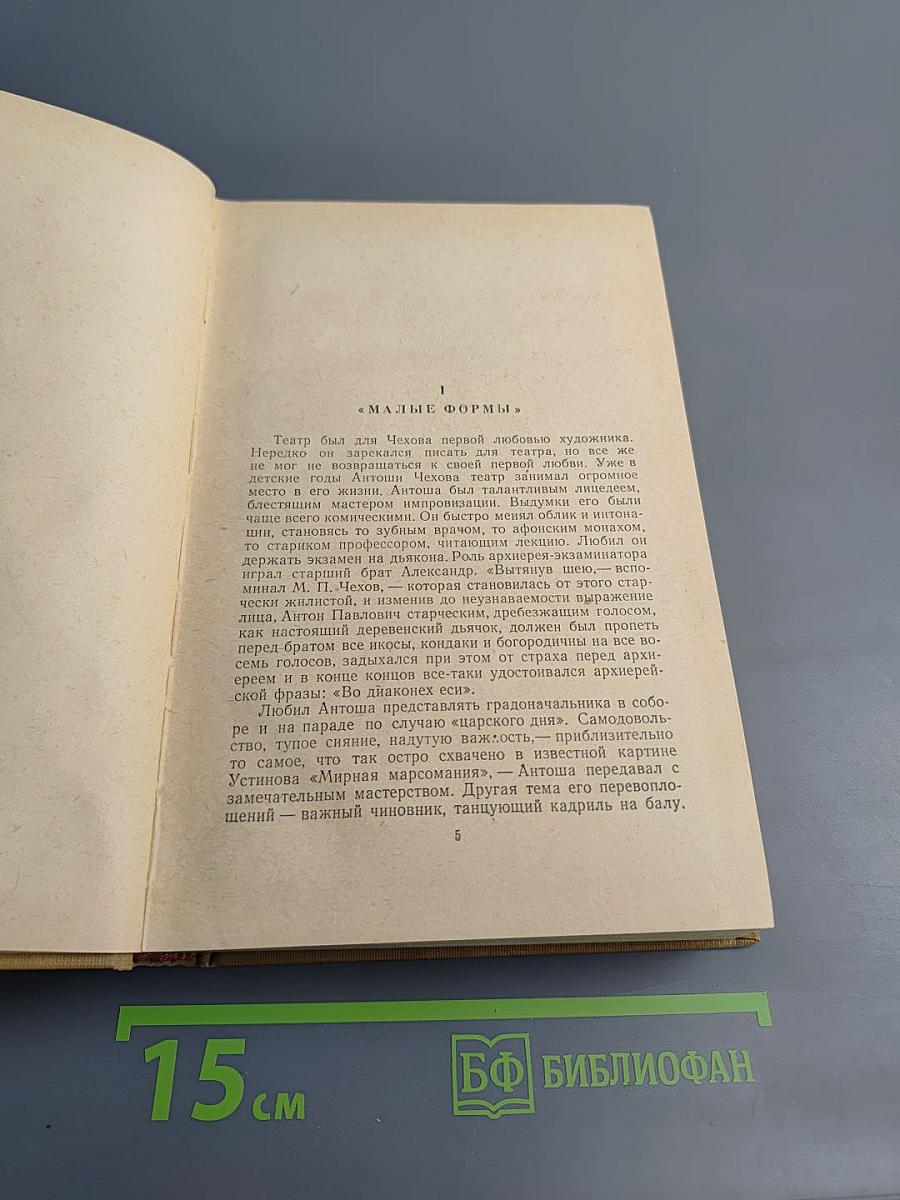 1
«МАЛЫЕ ФОРМЫ»
Театр был для Чехова первой любовью художника.
Нередко он зарекался писать для театра, но все же
не мог не возвращаться к своей первой любви. Уже в
детские годы Антоши Чехова театр занимал огромное
место в его жизни. Антоша был талантливым лицедеем,
блестящим мастером импровизации. Выдумки его были
чаще всего комическими. Он быстро менял облик и интона-
ции, становясь то зубным врачом, то афонским монахом,
то стариком профессором, читающим лекцию. Любил он
держать экзамен на дьякона. Роль архиерея-экзаминатора
играл старший брат Александр. «Вытянув шею,— вспо-
минал М. П. Чехов, — которая становилась от этого стар-
чески жилистой, и изменив до неузнаваемости выражение
лица, Антон Павлович старческим, дребезжащим голосом,
как настоящий деревенский дьячок, должен был пропеть
перед братом все икосы, кондаки и богородичны на все во-
семь голосов, задыхался при этом от страха перед архи-
ереем и в конце концов все-таки удостоивался архиерей-
ской фразы: «Во диаконех еси».
Любил Антоша представлять градоначальника в собо-
ре и на параде по случаю «царского дня». Самодоволь-
ство, тупое сияние, надутую важность,— приблизительно
то самое, что так остро схвачено в известной картине
Устинова «Мирная марсомания», — Антоша передавал с
замечательным мастерством. Другая тема его перевопло-
щений — важный чиновник, танцующий кадриль на балу.
5
15 см
БФ БИБЛИОФАН